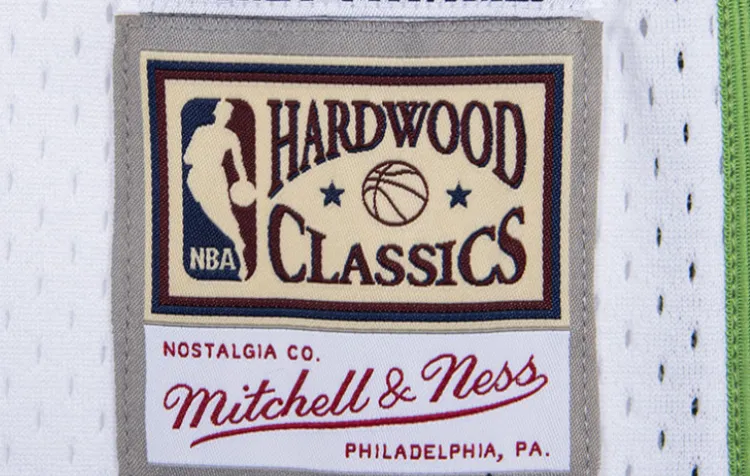 HARDWOOD
CLASSICS
NBA
NOSTALGIA CO.
Mitchell & Ness
PHILADELPHIA, PA.